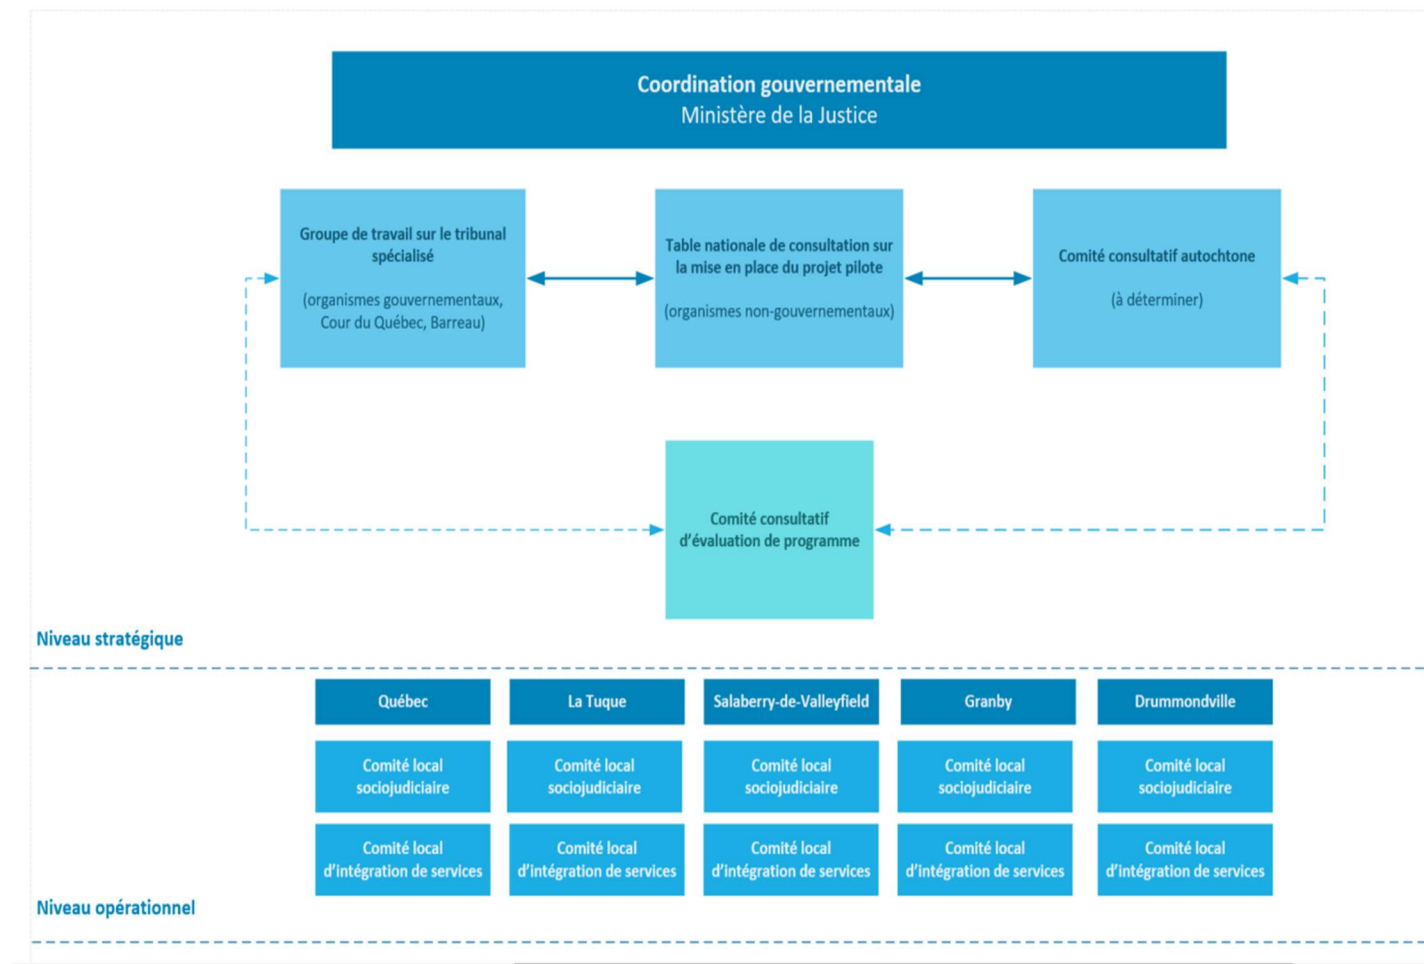 Coordination gouvernementale
Ministère de la Justice
Groupe de travail sur le tribunal
spécialisé
(organismes gouvernementaux,
Cour du Québec, Barreau)
Table nationale de consultation sur
la mise en place du projet pilote
(organismes non-gouvernementaux)
Comité consultatif autochtone
(à déterminer)
Comité consultatif
d'évaluation de programme
Niveau stratégique
Québec
La Tuque
Salaberry-de-Valleyfield
Granby
Drummondville
Comité local
sociojudiciaire
Comité local
sociojudiciaire
Comité local
sociojudiciaire
Comité local
sociojudiciaire
Comité local
sociojudiciaire
Comité local
d'intégration de services
Comité local
d'intégration de services
Comité local
d'intégration de services
Comité local
d'intégration de services
Comité local
d'intégration de services
Niveau opérationnel